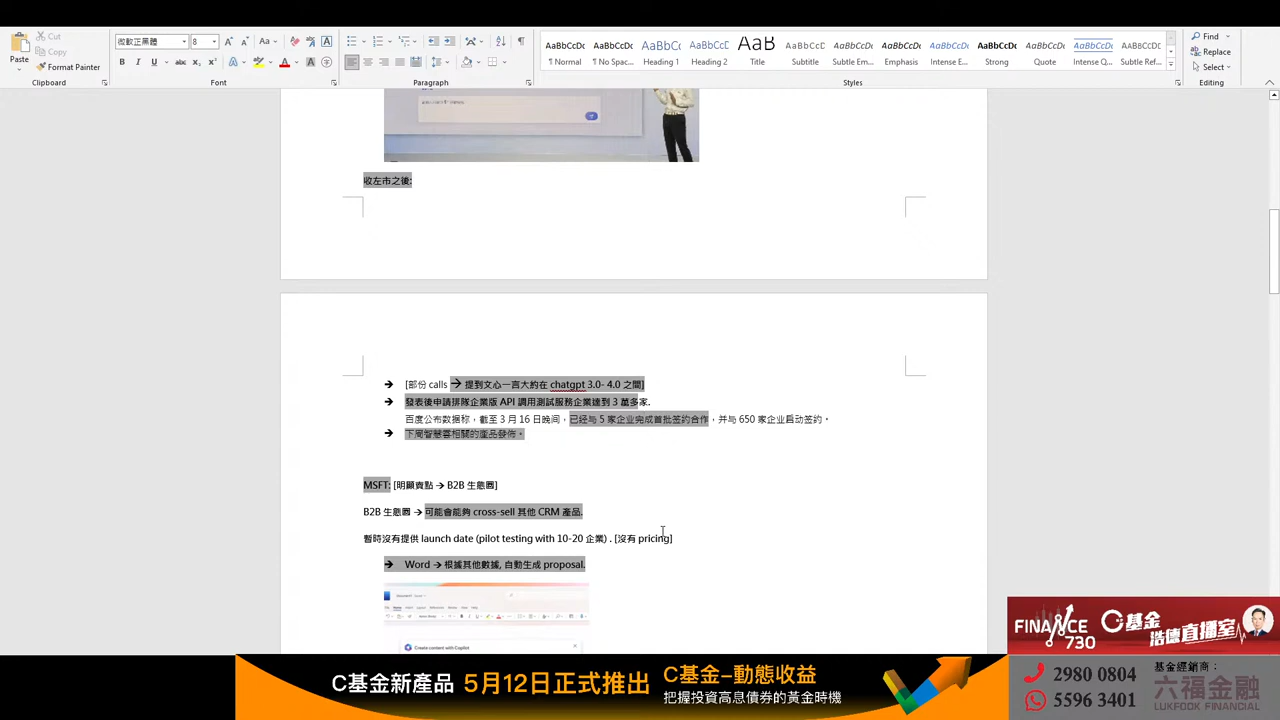 Cut
Copy
Format Painter
Paste
Clipboard
微軟正黑體
8
Font
Paragraph
AaBbCcDc
¶ Normal
AaBbCcDc
¶ No Spac...
AaBbCc
Heading 1
AaBbCcD
Heading 2
AaB
Title
AaBbCcD
Subtitle
AaBbCcDc
Subtle Em...
AaBbCcDc
Emphasis
AaBbCcDc
Intense E...
AaBbCcDc
Strong
AaBbCcDc
Quote
AaBbCcDc
Intense Q...
AaBbCcDc
Subtle Ref...
Styles
Find
Replace
Select
Editing
收左市之後:
➔ [部份 calls → 提到文心一言大約在 chatgpt 3.0- 4.0 之間]
➔ 發表後申請排隊企業版 API 調用測試服務企業達到 3 萬多家.
百度公布数据称，截至 3 月 16 日晚间，已经与 5 家企业完成首批签约合作，并与 650 家企业启动签约。
➔ 下周智慧雲相關的產品發佈。
MSFT: [明顯賣點 → B2B 生態圈]
B2B 生態圈 → 可能會能夠 cross-sell 其他 CRM 產品.
暫時沒有提供 launch date (pilot testing with 10-20 企業) . [沒有 pricing]
➔ Word → 根據其他數據, 自動生成 proposal.
Create content with Copilot
FINANCE 730
C基金
浩德直播室
C基金新產品 5月12日正式推出
C基金–動態收益
把握投資高息債券的黃金時機
2980 0804
5596 3401
基金經銷商：
六福金融
LUKFOOK FINANCIAL